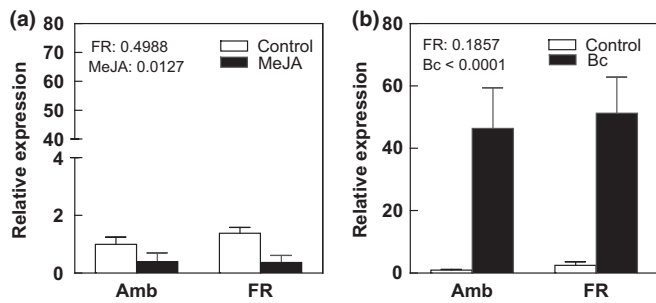 (a)
Relative expression
80
70
60
50
40
4
2
0
FR: 0.4988
MeJA: 0.0127
Control
MeJA
Amb
FR
(b)
Relative expression
80
60
40
20
0
FR: 0.1857
Bc < 0.0001
Control
Bc
Amb
FR